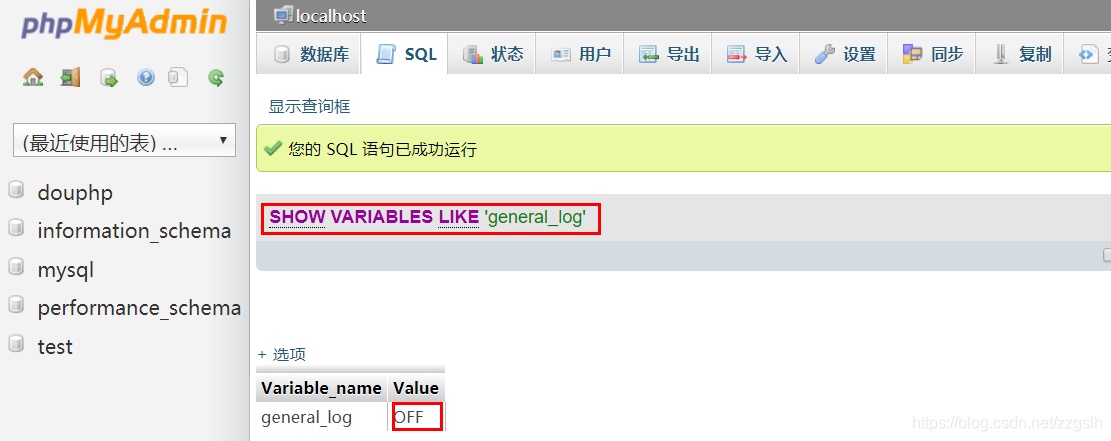 phpMyAdmin
(最近使用的表) ...
douphp
information_schema
mysql
performance_schema
test
localhost
数据库 SQL 状态 用户 导出 导入 设置 同步 复制
显示查询框
您的 SQL 语句已成功运行
SHOW VARIABLES LIKE 'general_log'
+ 选项
Variable_name Value
general_log OFF
https://blog.csdn.net/zzgslh